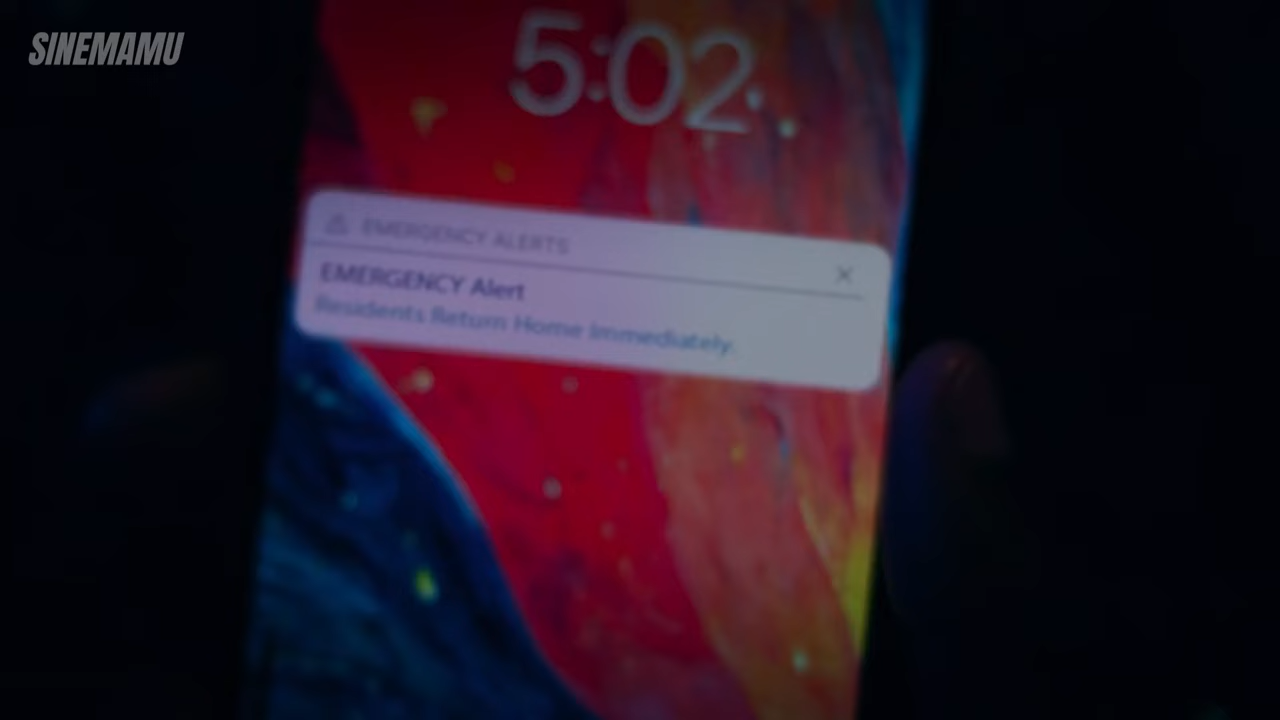 SINEMAMU
5:02
EMERGENCY ALERTS
EMERGENCY Alert
Residents Return Home Immediately.